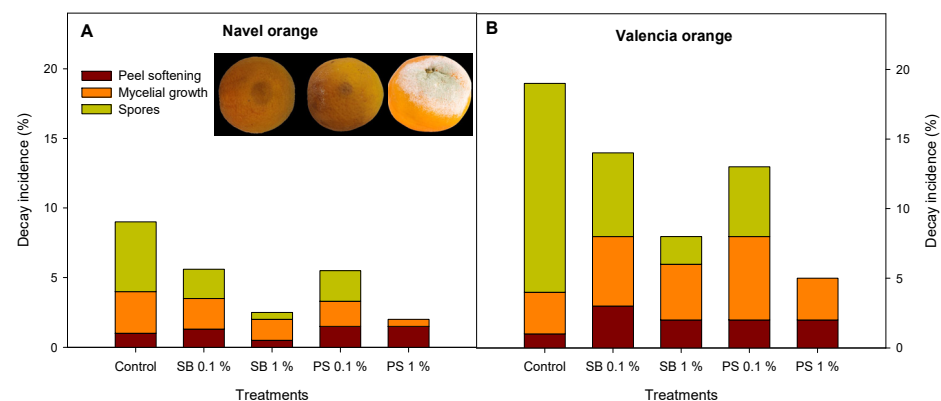 A
Navel orange
Peel softening
Mycelial growth
Spores
Decay incidence (%)
20
15
10
5
0
Control SB 0.1 % SB 1 % PS 0.1 % PS 1 %
Treatments
B
Valencia orange
20
15
10
5
0
Decay incidence (%)
Control SB 0.1 % SB 1 % PS 0.1 % PS 1 %
Treatments